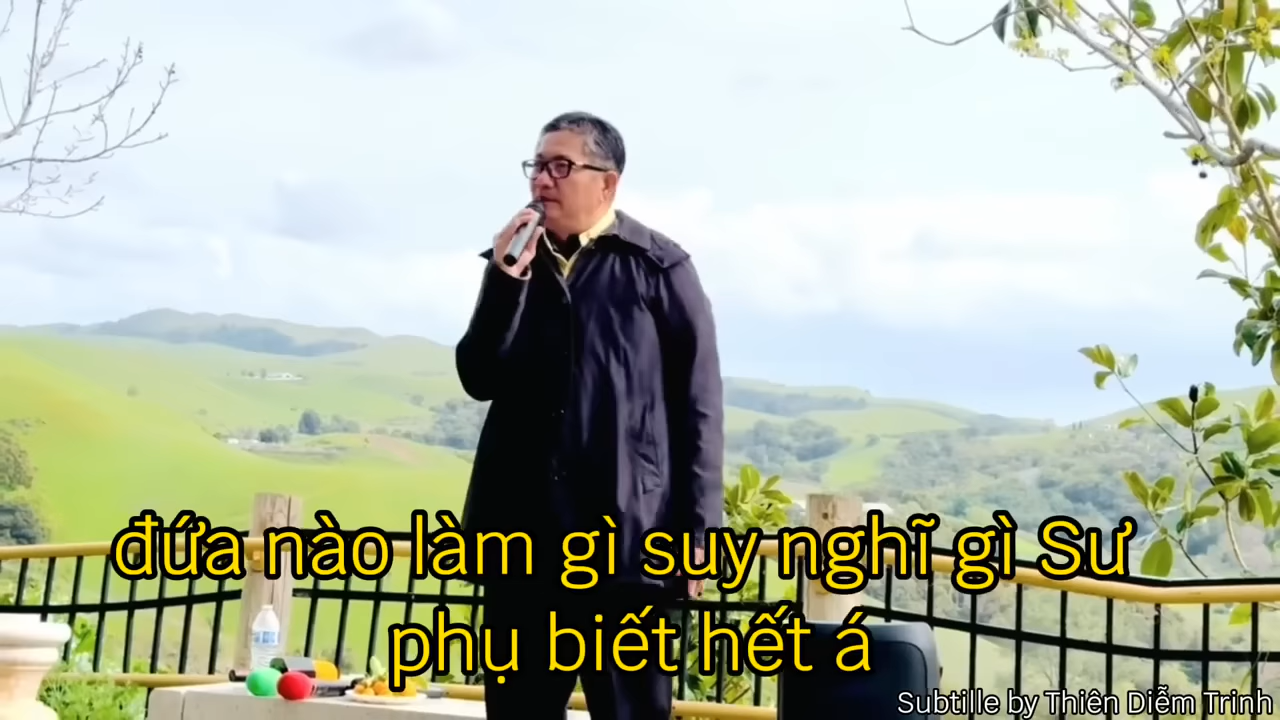 đứa nào làm gì suy nghĩ gì Sư
phụ biết hết á
Subtille by Thiên Diễm Trinh